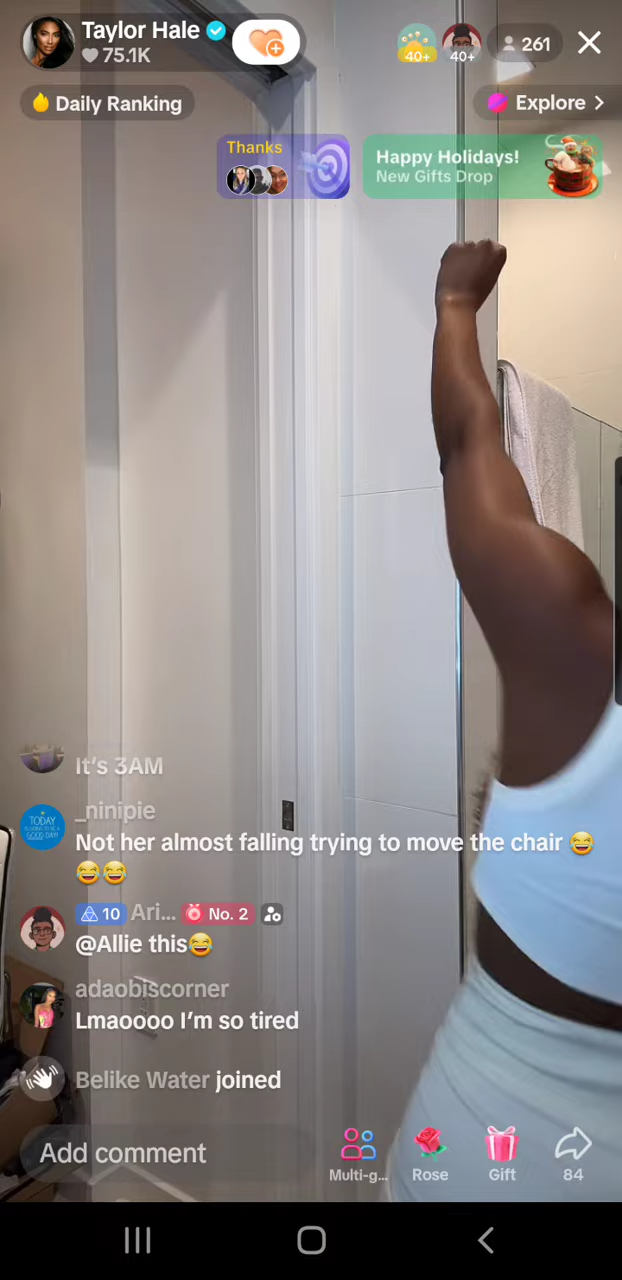 Taylor Hale
75.1K
40+
40+
261
Daily Ranking
Explore
Thanks
Happy Holidays!
New Gifts Drop
It's 3AM
_ninipie
Not her almost falling trying to move the chair 😂
😂😂
10 Ari... No. 2
@Allie this😂
adaobiscorner
Lmaoooo I'm so tired
Belike Water joined
Add comment
Multi-g...
Rose
Gift
84